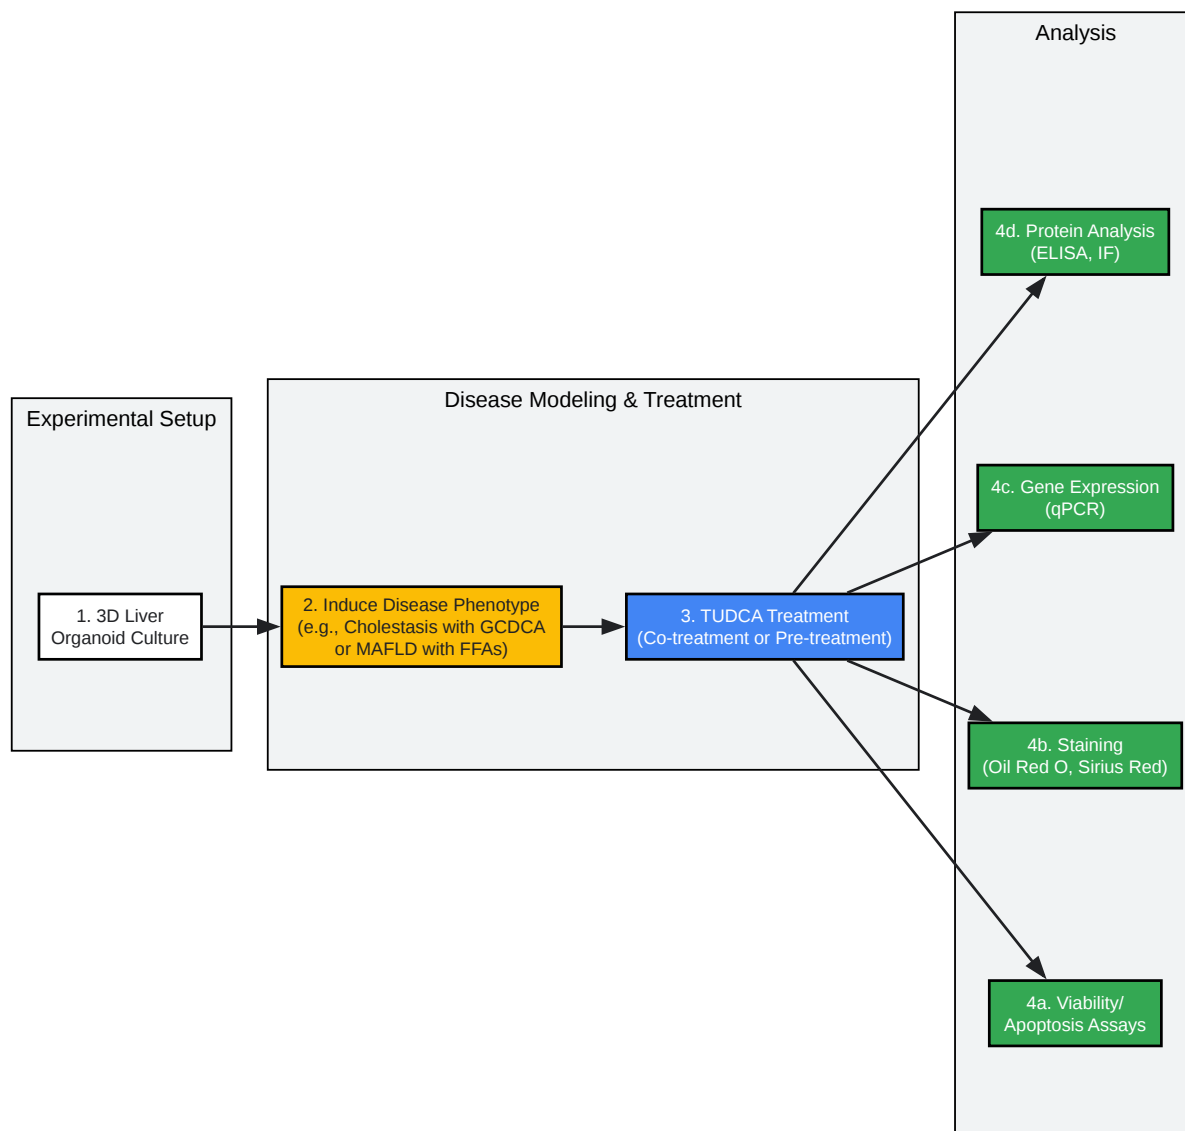 Experimental Setup
1. 3D Liver
Organoid Culture
Disease Modeling & Treatment
2. Induce Disease Phenotype
(e.g., Cholestasis with GCDCA
or MAFLD with FFAs)
3. TUDCA Treatment
(Co-treatment or Pre-treatment)
Analysis
4d. Protein Analysis
(ELISA, IF)
4c. Gene Expression
(qPCR)
4b. Staining
(Oil Red O, Sirius Red)
4a. Viability/
Apoptosis Assays